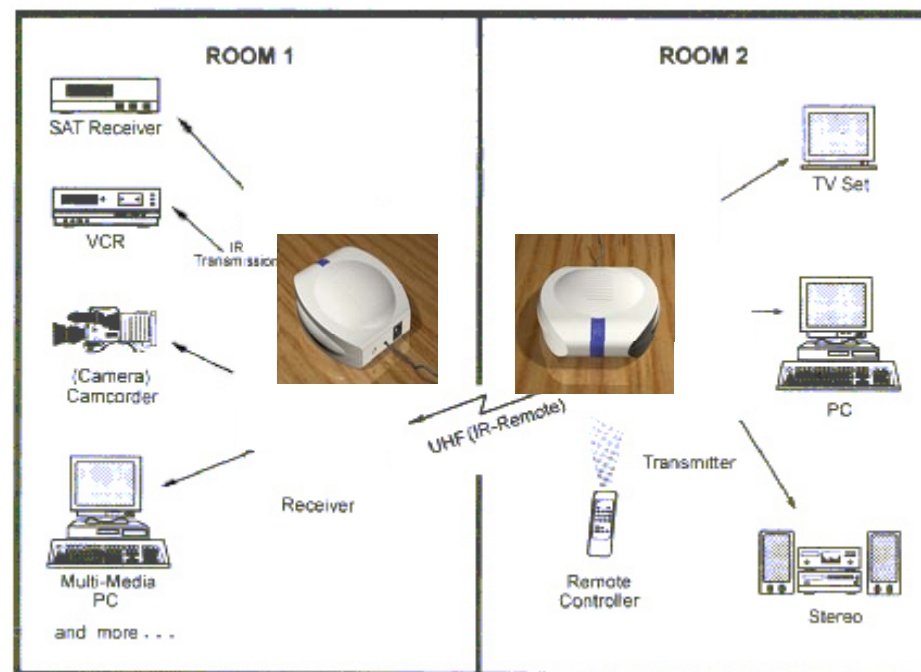 ROOM 1
SAT Receiver
VCR
IR
Transmission
(Camera)
Camcorder
Receiver
Multi-Media
PC
and more . . .
UHF (IR-Remote)
ROOM 2
TV Set
PC
Transmitter
Remote
Controller
Stereo